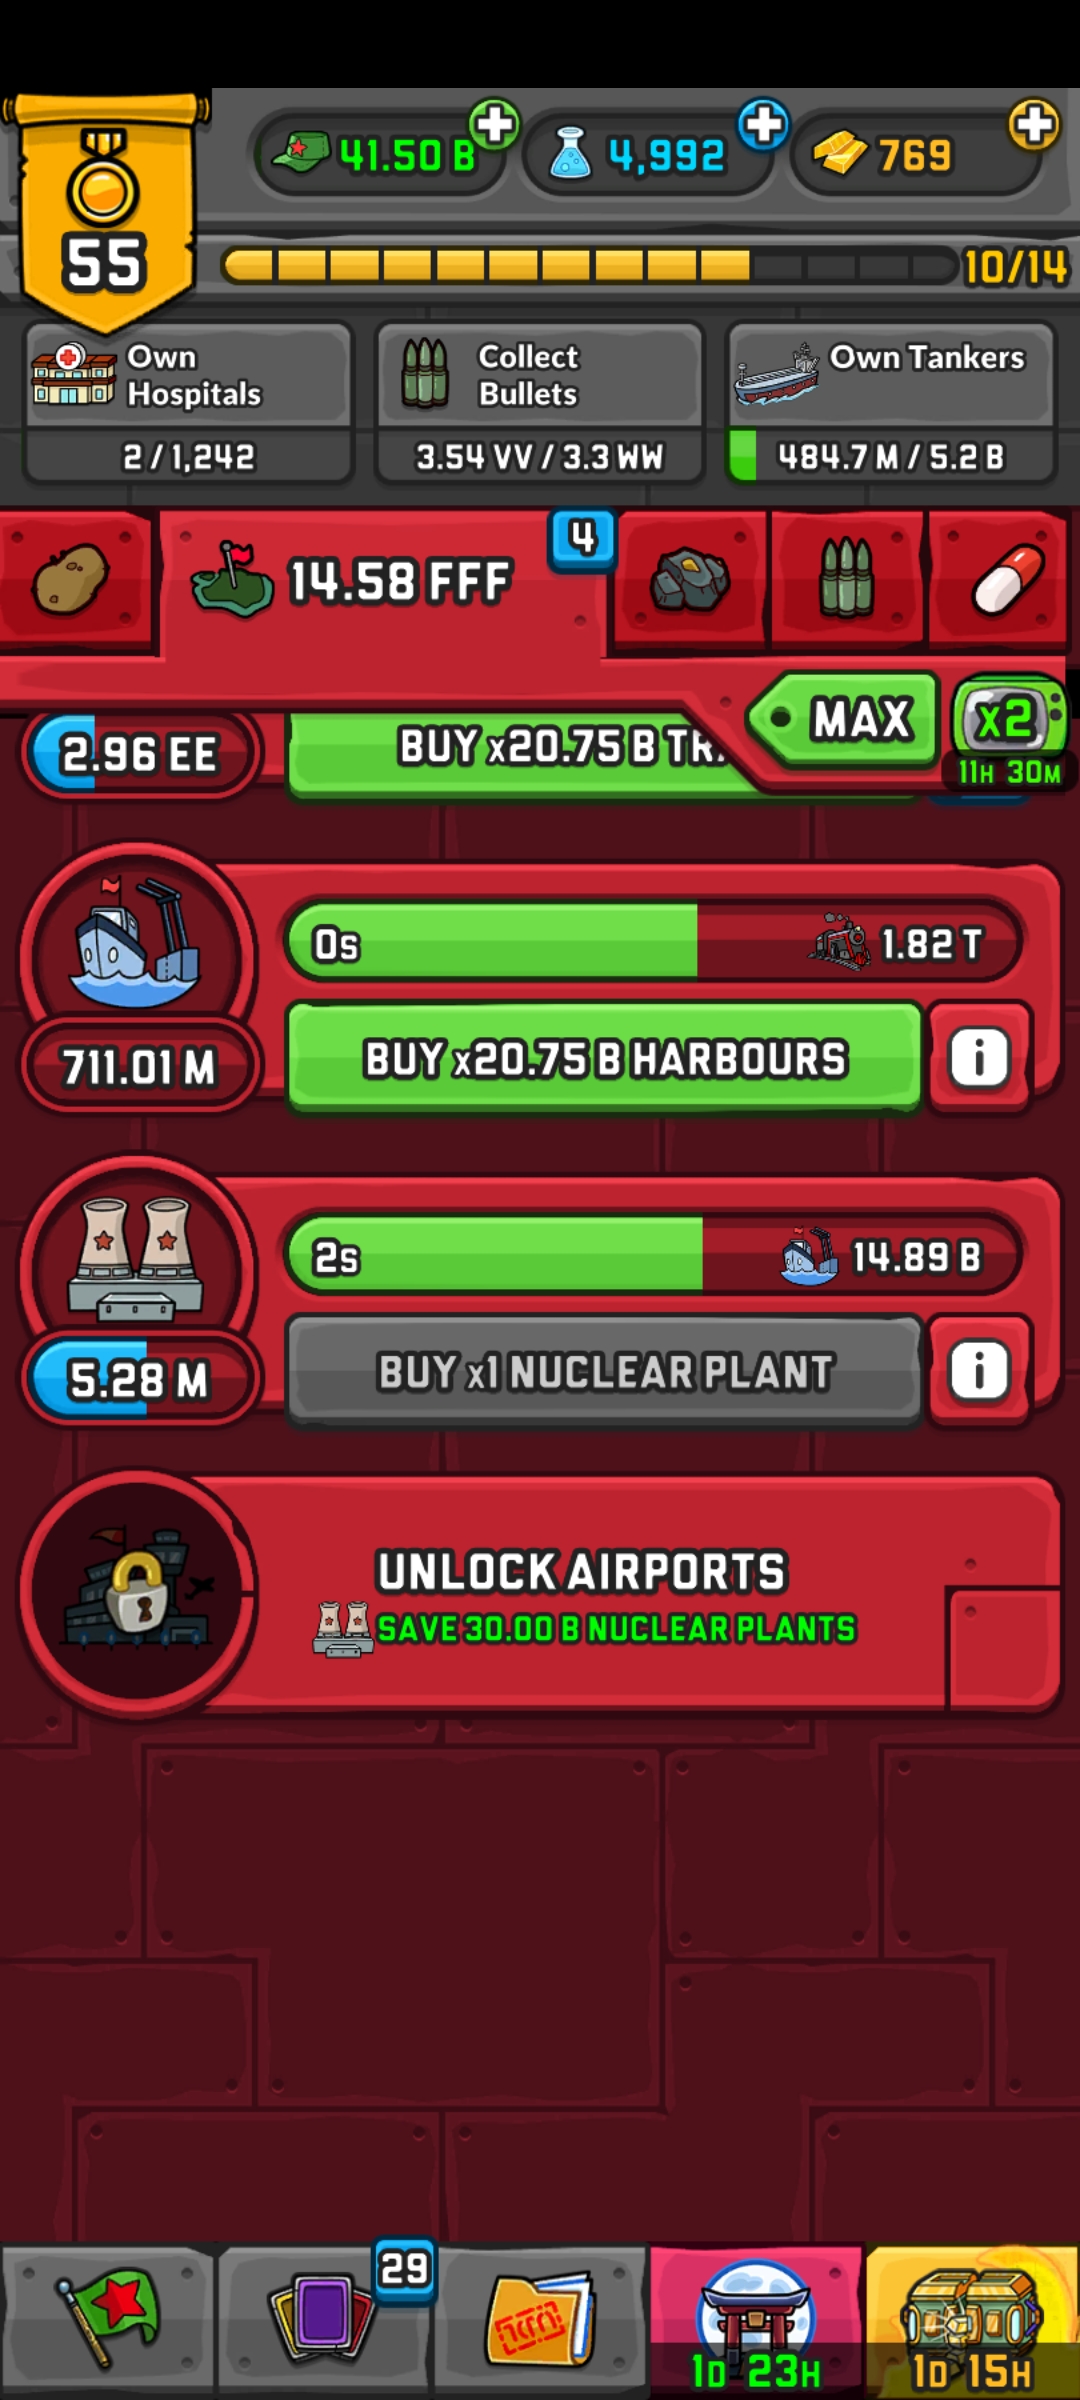 41.50 B
4,992
769
55
10/14
Own
Hospitals
2 / 1,242
Collect
Bullets
3.54 VV / 3.3 WW
Own Tankers
484.7 M / 5.2 B
14.58 FFF
4
MAX
x2
11H 30M
2.96 EE
BUY x20.75 B
0s
1.82 T
711.01 M
BUY x20.75 B HARBOURS
i
2s
14.89 B
5.28 M
BUY x1 NUCLEAR PLANT
i
UNLOCK AIRPORTS
SAVE 30.00 B NUCLEAR PLANTS
29
1D 23H
1D 15H